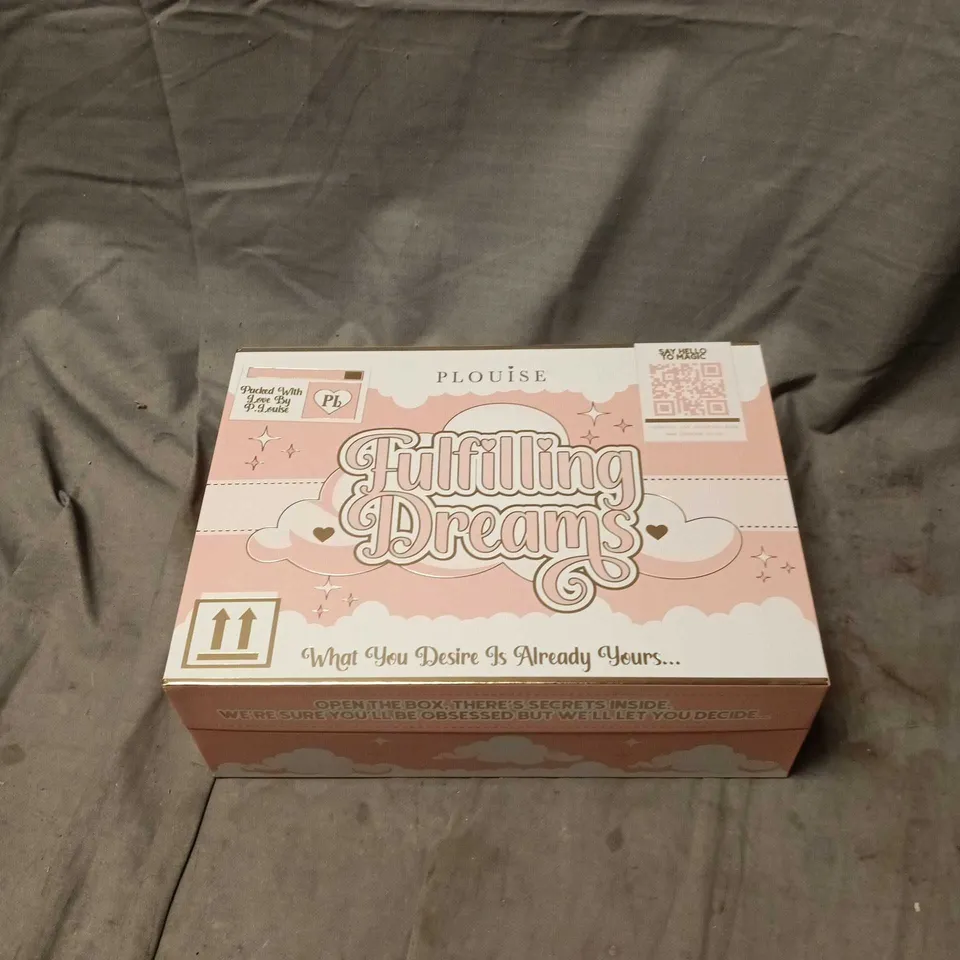 PLOUISE
SAY HELLO
TO MAGIC
Packed With
Love By
P.Louise
PL
Fulfilling
Dreams
What You Desire Is Already Yours...
OPEN THE BOX, THERE'S SECRETS INSIDE.
WE'RE SURE YOU'LL BE OBSESSED BUT WE'LL LET YOU DECIDE...